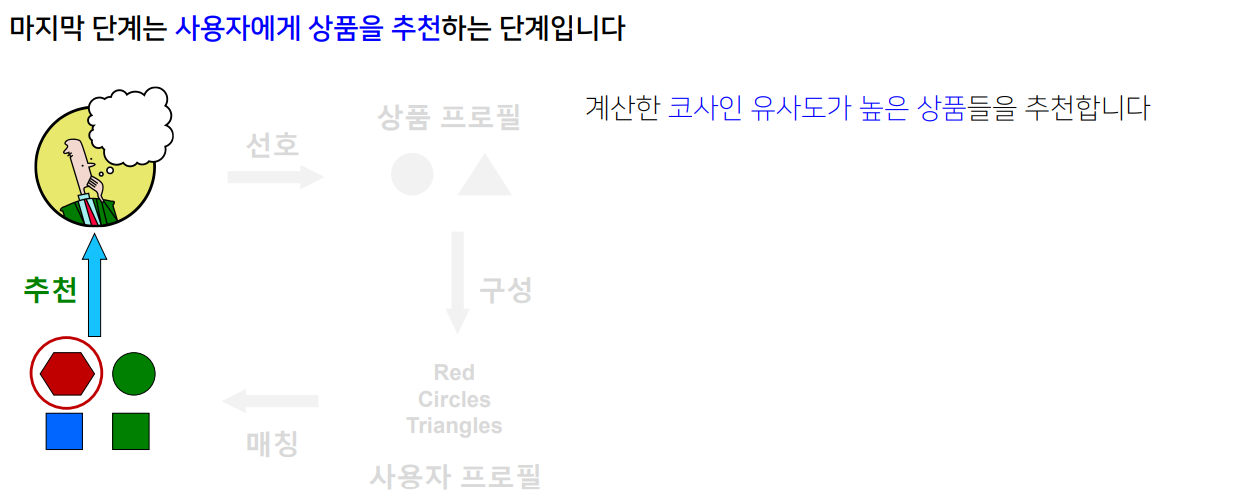 마지막 단계는 사용자에게 상품을 추천하는 단계입니다
계산한 코사인 유사도가 높은 상품들을 추천합니다
상품 프로필
선호
추천
구성
Red
Circles
Triangles
매칭
사용자 프로필